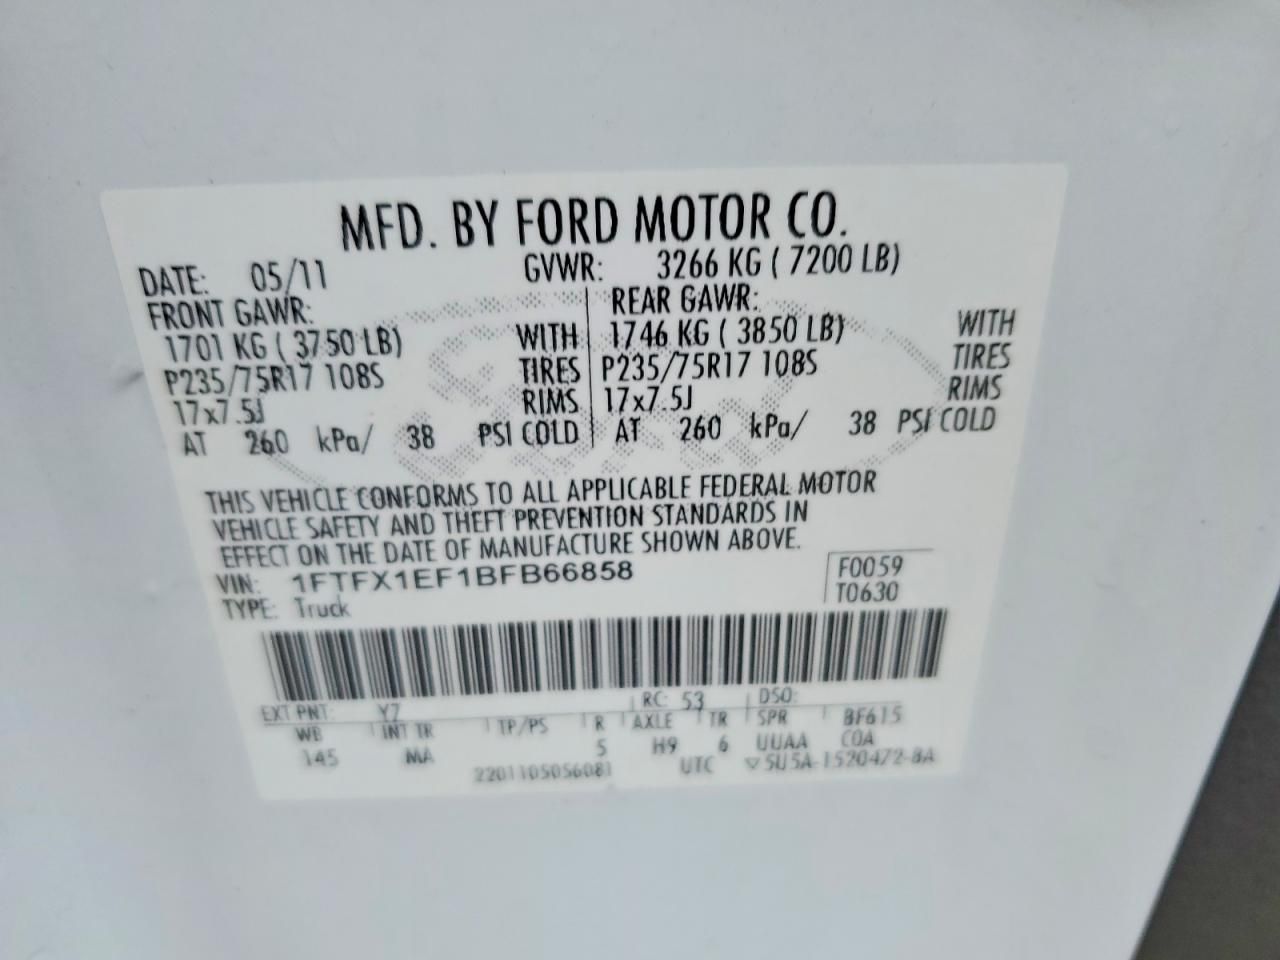 MFD. BY FORD MOTOR CO.
DATE: 05/11 GVWR: 3266 KG ( 7200 LB)
FRONT GAWR: REAR GAWR:
1701 KG ( 3750 LB) WITH 1746 KG ( 3850 LB) WITH
P235/75R17 108S TIRES P235/75R17 108S TIRES
17x7.5J RIMS 17x7.5J RIMS
AT 260 kPa/ 38 PSI COLD AT 260 kPa/ 38 PSI COLD
THIS VEHICLE CONFORMS TO ALL APPLICABLE FEDERAL MOTOR
VEHICLE SAFETY AND THEFT PREVENTION STANDARDS IN
EFFECT ON THE DATE OF MANUFACTURE SHOWN ABOVE.
VIN: 1FTFX1EF1BFB66858 F0059
TYPE: Truck T0630
EXT PNT: YZ RC: 53 DSO:
WB INT TR TP/PS R AXLE TR SPR BF615
145 MA 5 H9 6 UUAA COA
2201105056081 UTC ▽5U5A-1520472-BA